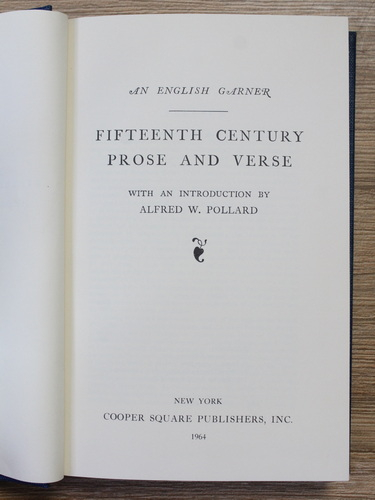 AN ENGLISH GARNER
FIFTEENTH CENTURY
PROSE AND VERSE
WITH AN INTRODUCTION BY
ALFRED W. POLLARD
NEW YORK
COOPER SQUARE PUBLISHERS, INC.
1964